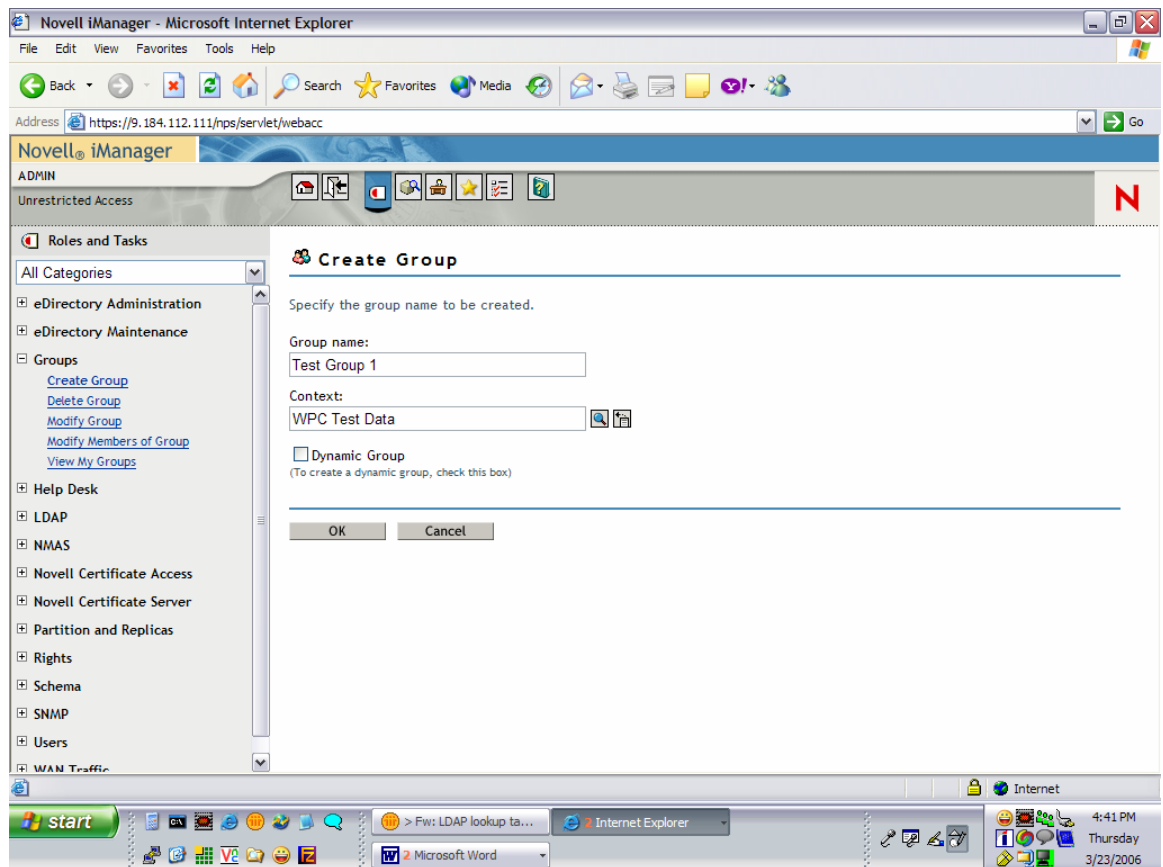 Novell iManager - Microsoft Internet Explorer
File Edit View Favorites Tools Help
Back Search Favorites Media
Address https://9.184.112.111/nps/servlet/webacc Go
Novell® iManager
ADMIN
Unrestricted Access
N
Roles and Tasks
All Categories
eDirectory Administration
eDirectory Maintenance
Groups
Create Group
Delete Group
Modify Group
Modify Members of Group
View My Groups
Help Desk
LDAP
NMAS
Novell Certificate Access
Novell Certificate Server
Partition and Replicas
Rights
Schema
SNMP
Users
WAN Traffic
Create Group
Specify the group name to be created.
Group name:
Test Group 1
Context:
WPC Test Data
Dynamic Group
(To create a dynamic group, check this box)
OK Cancel
Internet
start
> Fw: LDAP lookup ta...
2 Internet Explorer
2 Microsoft Word
4:41 PM
Thursday
3/23/2006